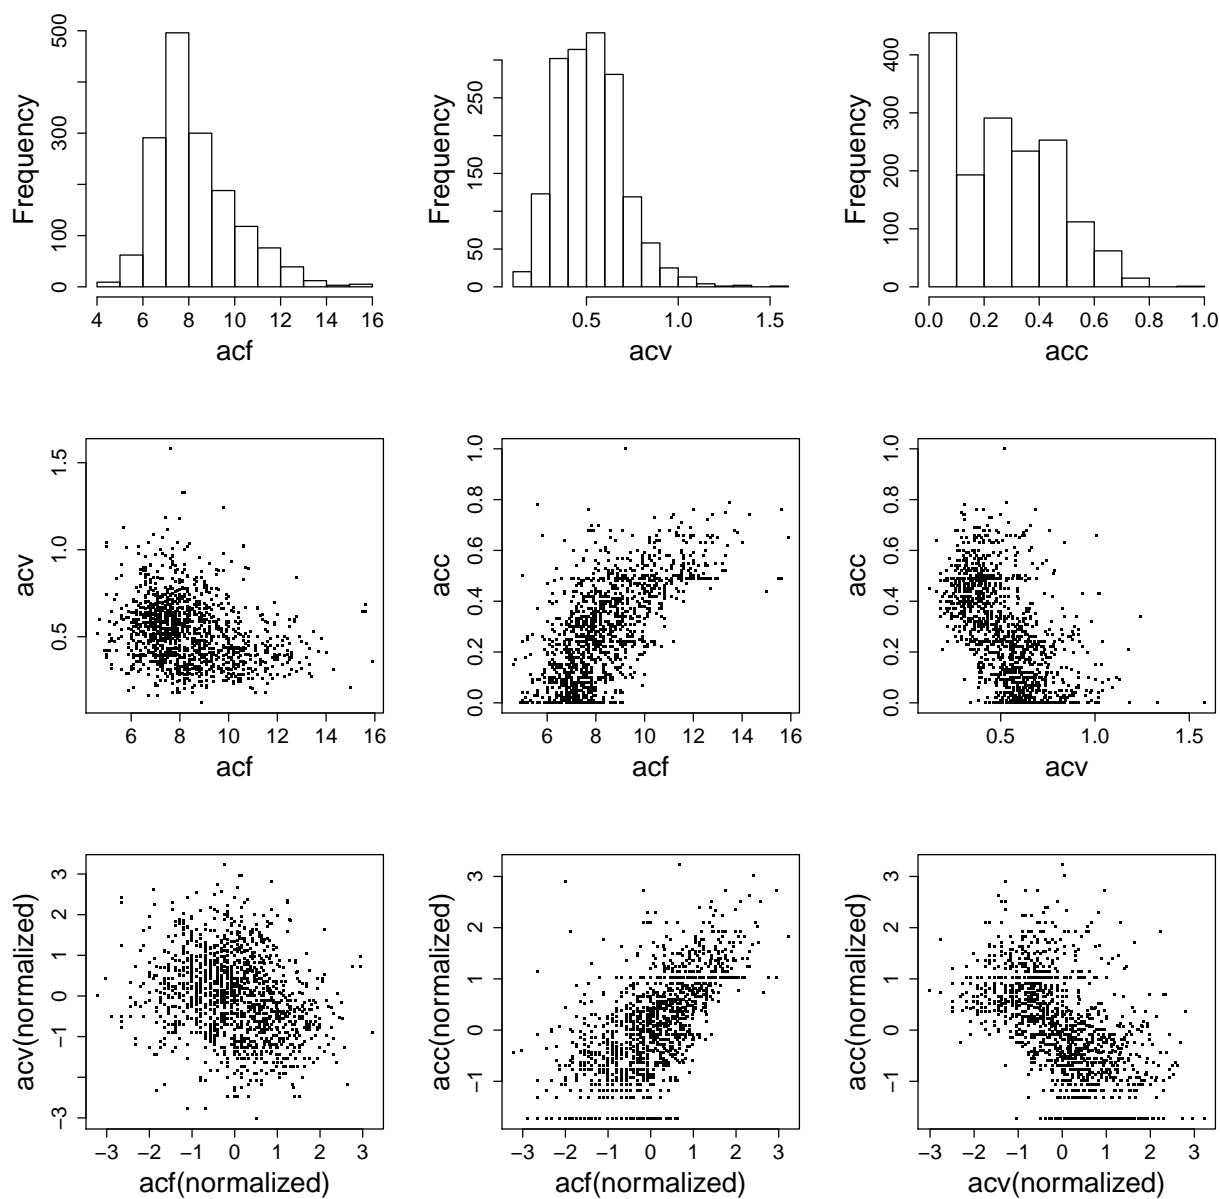 Frequency
0 100 300 500
4 6 8 10 12 14 16
acf
Frequency
0 50 150 250
0.5 1.0 1.5
acv
Frequency
0 100 200 300 400
0.0 0.2 0.4 0.6 0.8 1.0
acc
acv
0.5 1.0 1.5
6 8 10 12 14 16
acf
acc
0.0 0.2 0.4 0.6 0.8 1.0
6 8 10 12 14 16
acf
acc
0.0 0.2 0.4 0.6 0.8 1.0
0.5 1.0 1.5
acv
acv(normalized)
−3 −1 0 1 2 3
−3 −2 −1 0 1 2 3
acf(normalized)
acc(normalized)
−1 0 1 2 3
−3 −2 −1 0 1 2 3
acf(normalized)
acc(normalized)
−1 0 1 2 3
−3 −2 −1 0 1 2 3
acv(normalized)